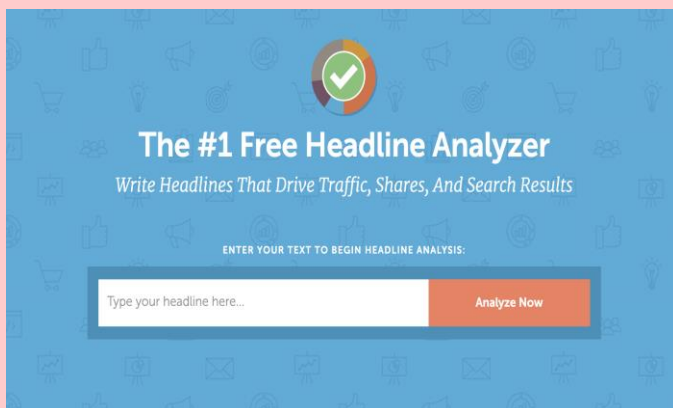 The #1 Free Headline Analyzer
Write Headlines That Drive Traffic, Shares, And Search Results
ENTER YOUR TEXT TO BEGIN HEADLINE ANALYSIS:
Type your headline here...
Analyze Now